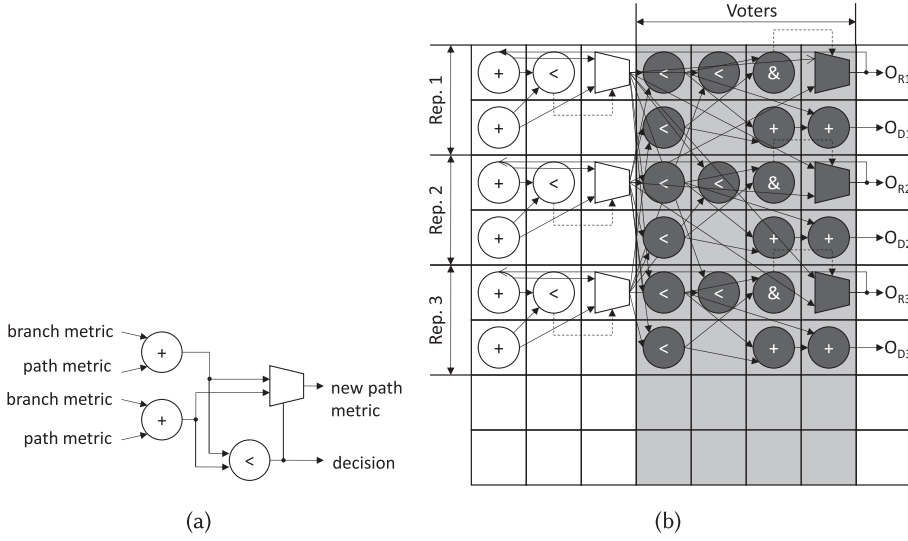 Voters
Rep. 1
+ < < < & O_R1
+ < + + O_D1
Rep. 2
+ < < < & O_R2
+ < + + O_D2
Rep. 3
+ < < < & O_R3
+ < + + O_D3
branch metric
+
path metric
branch metric
+
path metric
new path
metric
<
decision
(a)
(b)